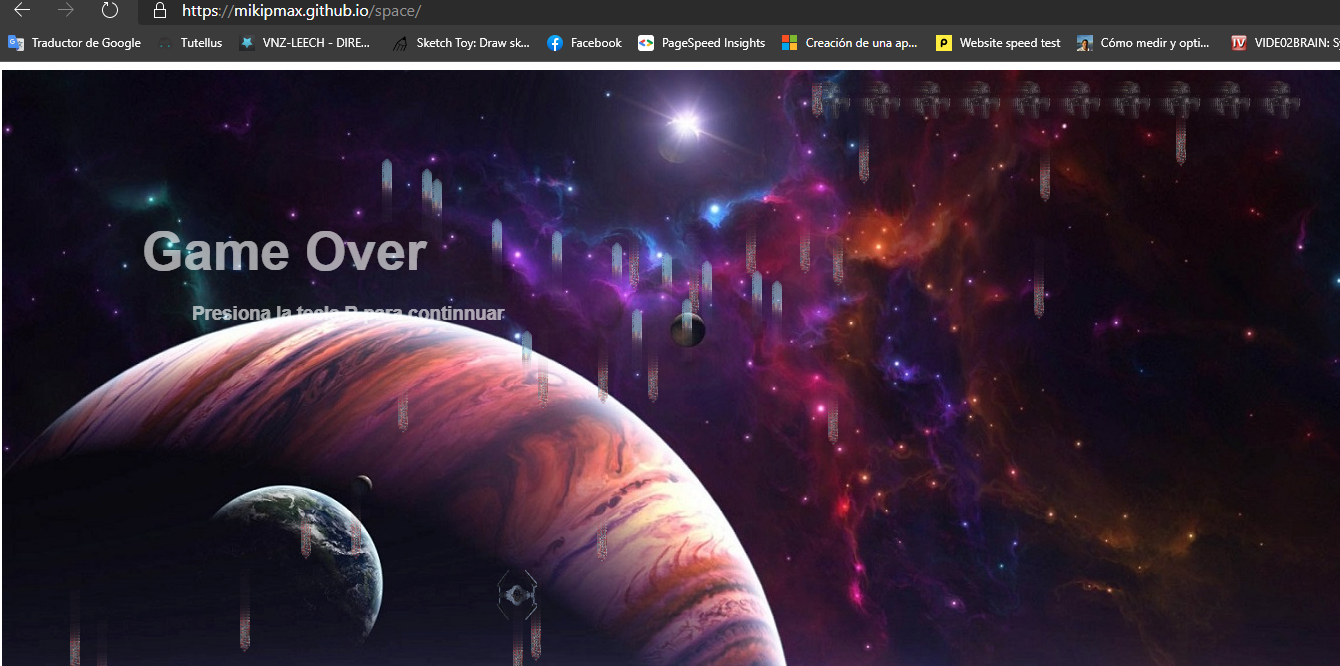 https://mikipmax.github.io/space/
Traductor de Google
Tutellus
VNZ-LEECH - DIRE...
Sketch Toy: Draw sk...
Facebook
PageSpeed Insights
Creación de una ap...
Website speed test
Cómo medir y opti...
VIDE02BRAIN: S
Game Over
Presiona la tecla R para continnuar